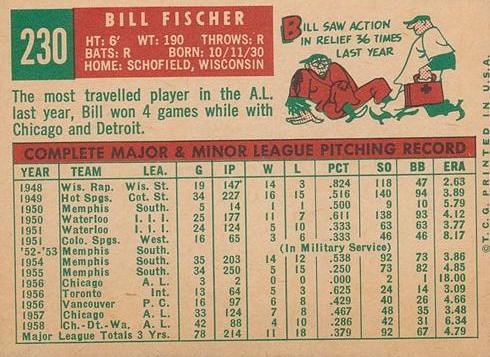 230
BILL FISCHER
HT: 6' WT: 190 THROWS: R
BATS: R BORN: 10/11/30
HOME: SCHOFIELD, WISCONSIN
BILL SAW ACTION
IN RELIEF 36 TIMES
LAST YEAR
The most travelled player in the A.L.
last year, Bill won 4 games while with
Chicago and Detroit.
COMPLETE MAJOR & MINOR LEAGUE PITCHING RECORD
YEAR TEAM LEA. G IP W L PCT SO BB ERA
1948 Wis. Rap. Wis. St. 19 147 14 3 .824 118 47 2.63
1949 Hot Spgs. Cot. St. 34 227 16 15 .516 140 94 3.89
1950 Memphis South. 5 14 1 1 .500 9 10 5.79
1950 Waterloo I. I. I. 25 177 11 7 .611 138 93 4.12
1951 Waterloo I. I. I. 24 124 5 10 .333 63 63 3.77
1951 Colo. Spgs. West. 16 65 3 6 .333 46 46 8.17
'52-'53 Memphis South. (In Military Service)
1954 Memphis South. 35 203 14 12 .538 92 73 3.86
1955 Memphis South. 34 250 5 15 .250 73 82 4.85
1956 Chicago A. L. 3 2 0 0 .000 2 1 18.00
1956 Toronto Int. 13 64 5 3 .625 14 25 3.09
1956 Vancouver P. C. 16 97 6 8 .429 40 26 4.66
1957 Chicago A. L. 33 124 7 8 .467 48 35 3.48
1958 Ch.-Dt.-Wa. A. L. 42 88 4 10 .286 42 31 6.34
Major League Totals 3 Yrs. 78 214 11 18 .379 92 67 4.79
© T. C. G. PRINTED IN U.S.A.